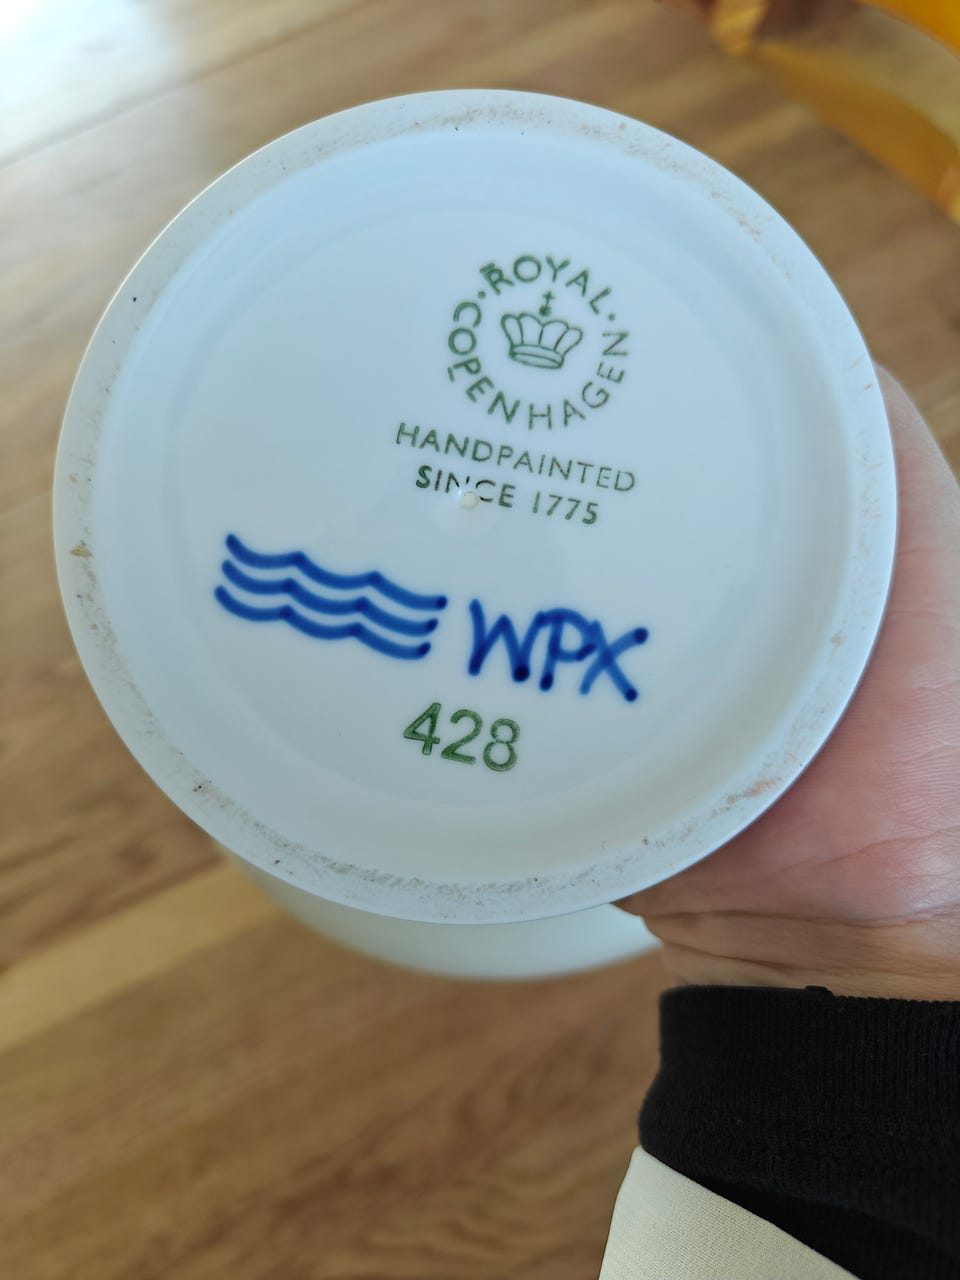 ROYAL · COPENHAGEN ·
HANDPAINTED
SINCE 1775
WPX
428